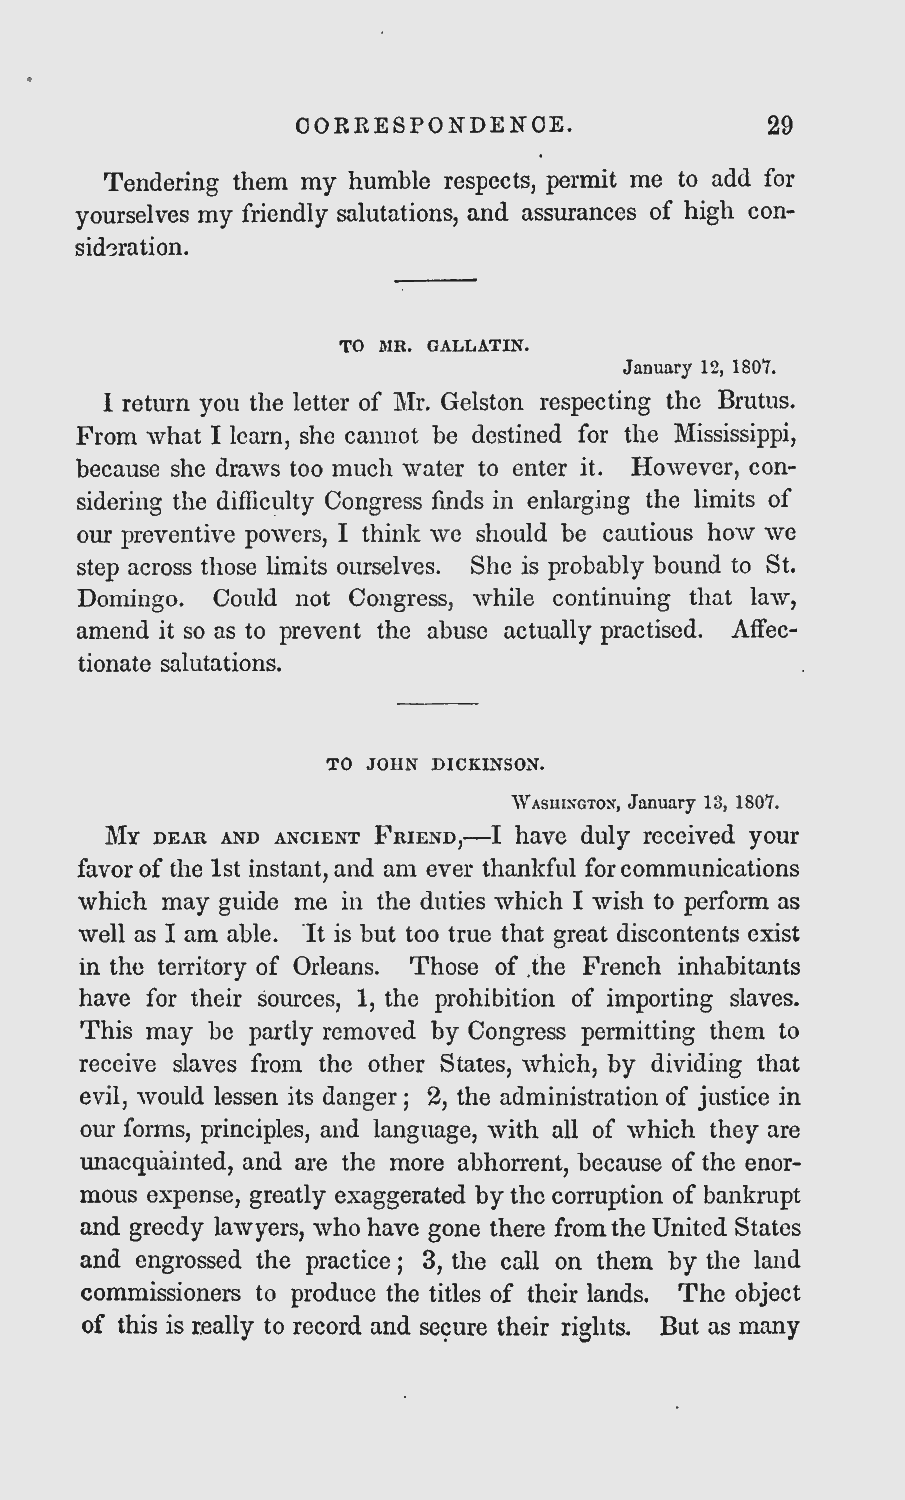 CORRESPONDENCE. 29
Tendering them my humble respects, permit me to add for
yourselves my friendly salutations, and assurances of high con-
sideration.
TO MR. GALLATIN.
January 12, 1807.
I return you the letter of Mr. Gelston respecting the Brutus.
From what I learn, she cannot be destined for the Mississippi,
because she draws too much water to enter it. However, con-
sidering the difficulty Congress finds in enlarging the limits of
our preventive powers, I think we should be cautious how we
step across those limits ourselves. She is probably bound to St.
Domingo. Could not Congress, while continuing that law,
amend it so as to prevent the abuse actually practised. Affec-
tionate salutations.
TO JOHN DICKINSON.
WASHINGTON, January 13, 1807.
MY DEAR AND ANCIENT FRIEND,—I have duly received your
favor of the 1st instant, and am ever thankful for communications
which may guide me in the duties which I wish to perform as
well as I am able. It is but too true that great discontents exist
in the territory of Orleans. Those of the French inhabitants
have for their sources, 1, the prohibition of importing slaves.
This may be partly removed by Congress permitting them to
receive slaves from the other States, which, by dividing that
evil, would lessen its danger; 2, the administration of justice in
our forms, principles, and language, with all of which they are
unacquainted, and are the more abhorrent, because of the enor-
mous expense, greatly exaggerated by the corruption of bankrupt
and greedy lawyers, who have gone there from the United States
and engrossed the practice; 3, the call on them by the land
commissioners to produce the titles of their lands. The object
of this is really to record and secure their rights. But as many